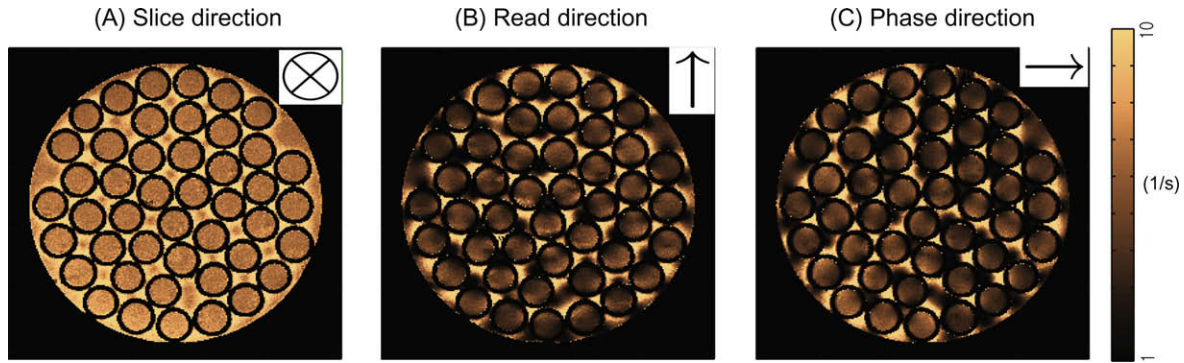 (A) Slice direction
(B) Read direction
(C) Phase direction
10
(1/s)
1